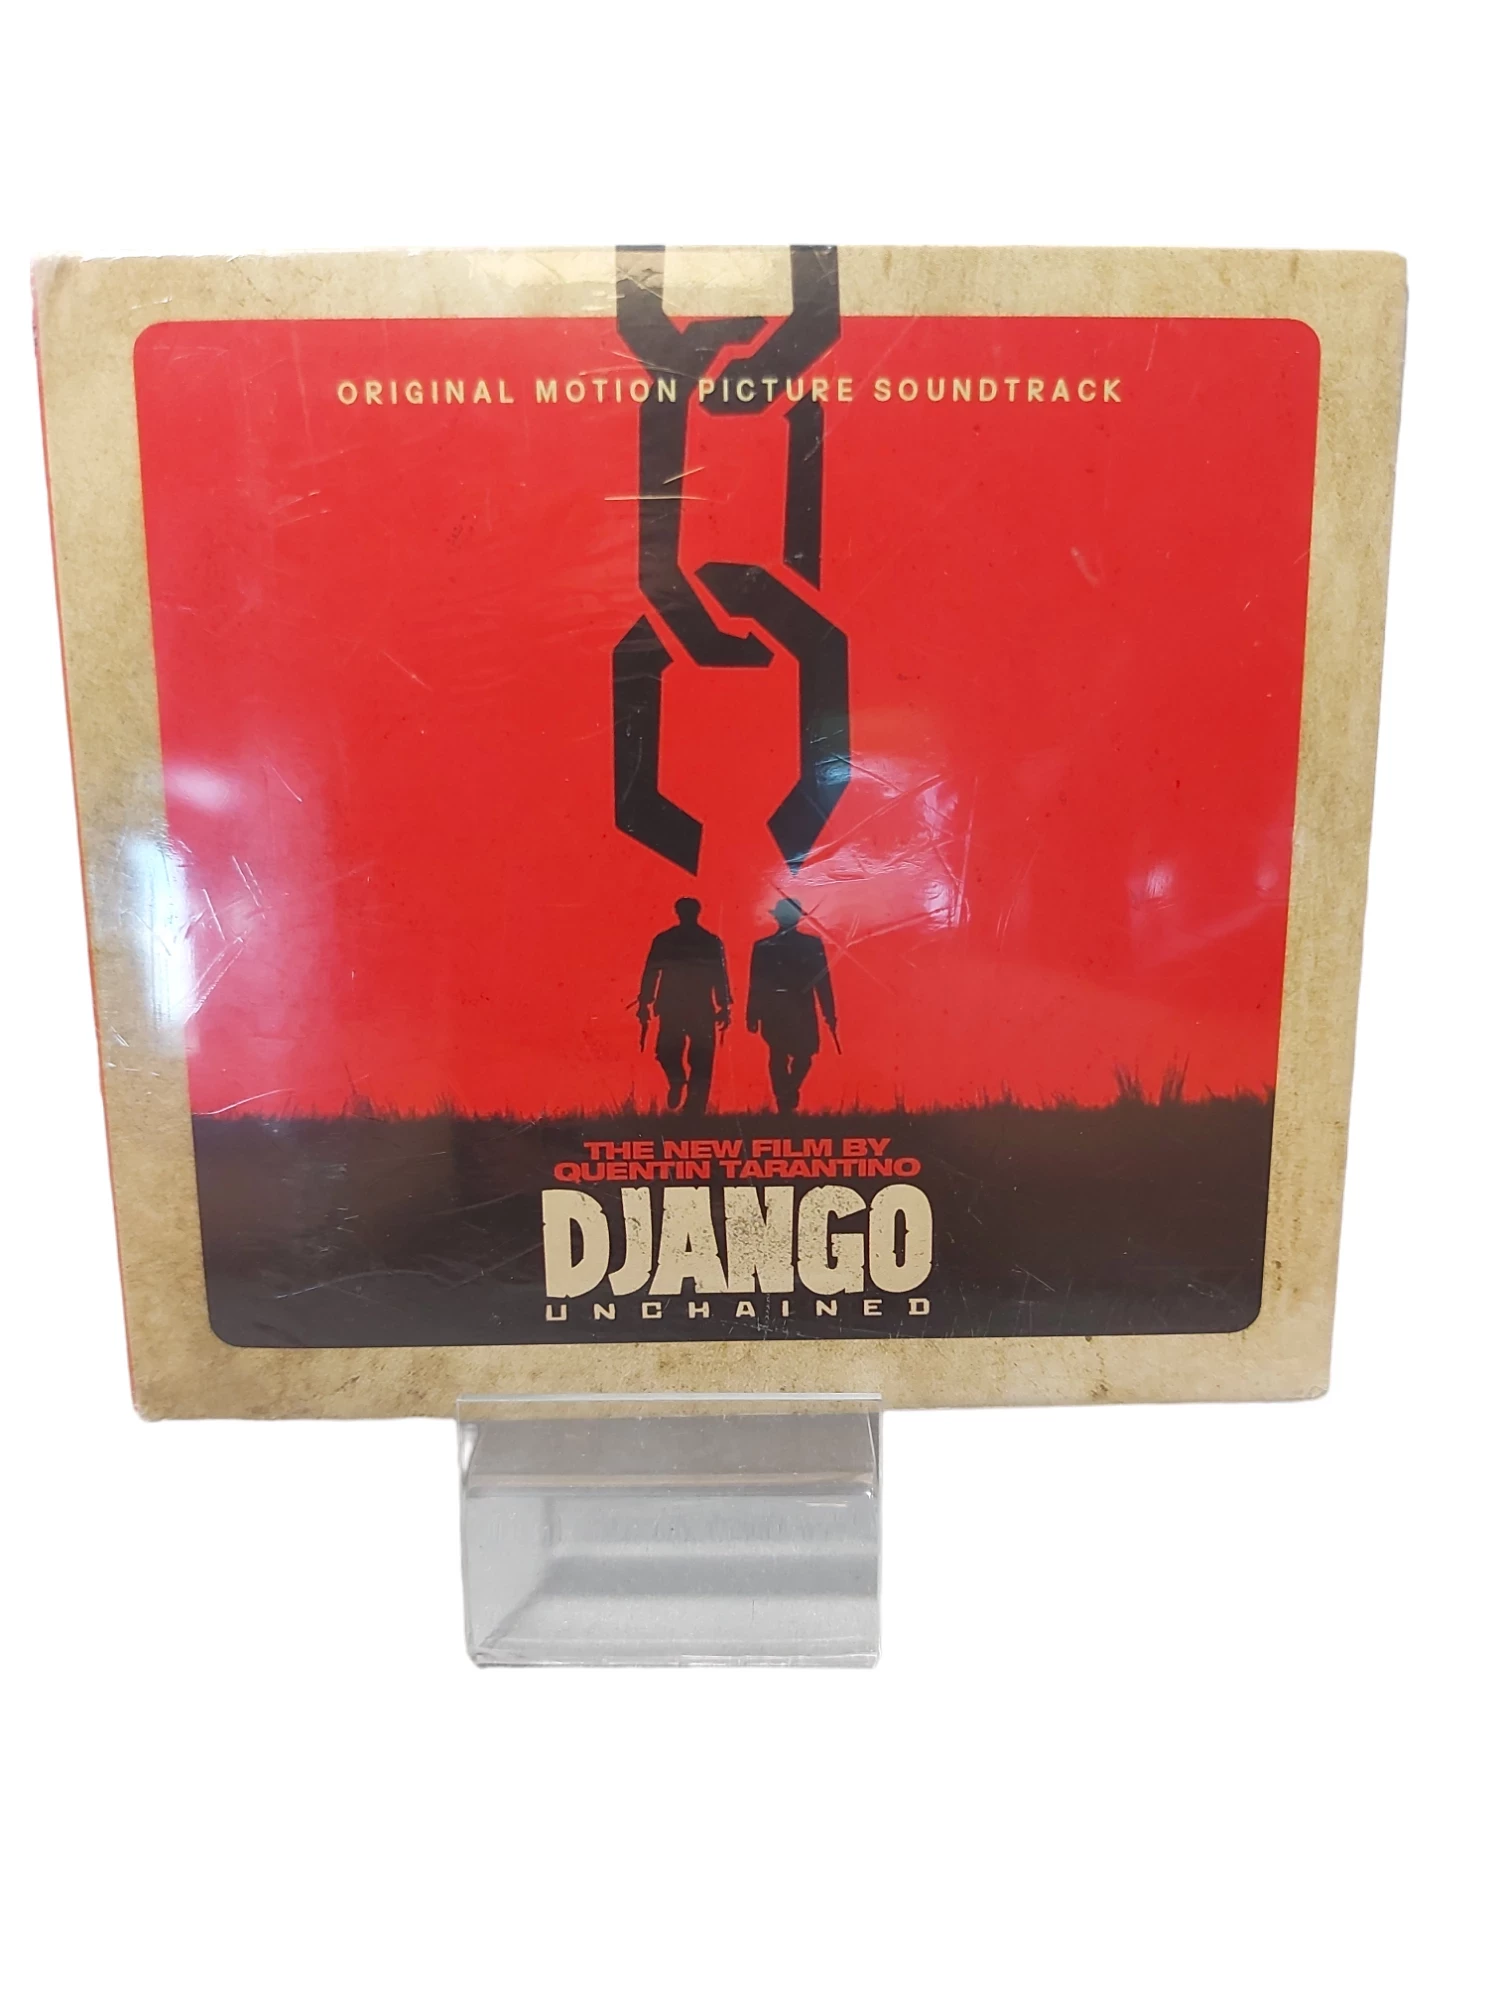 ORIGINAL MOTION PICTURE SOUNDTRACK
THE NEW FILM BY
QUENTIN TARANTINO
DJANGO
UNCHAINED